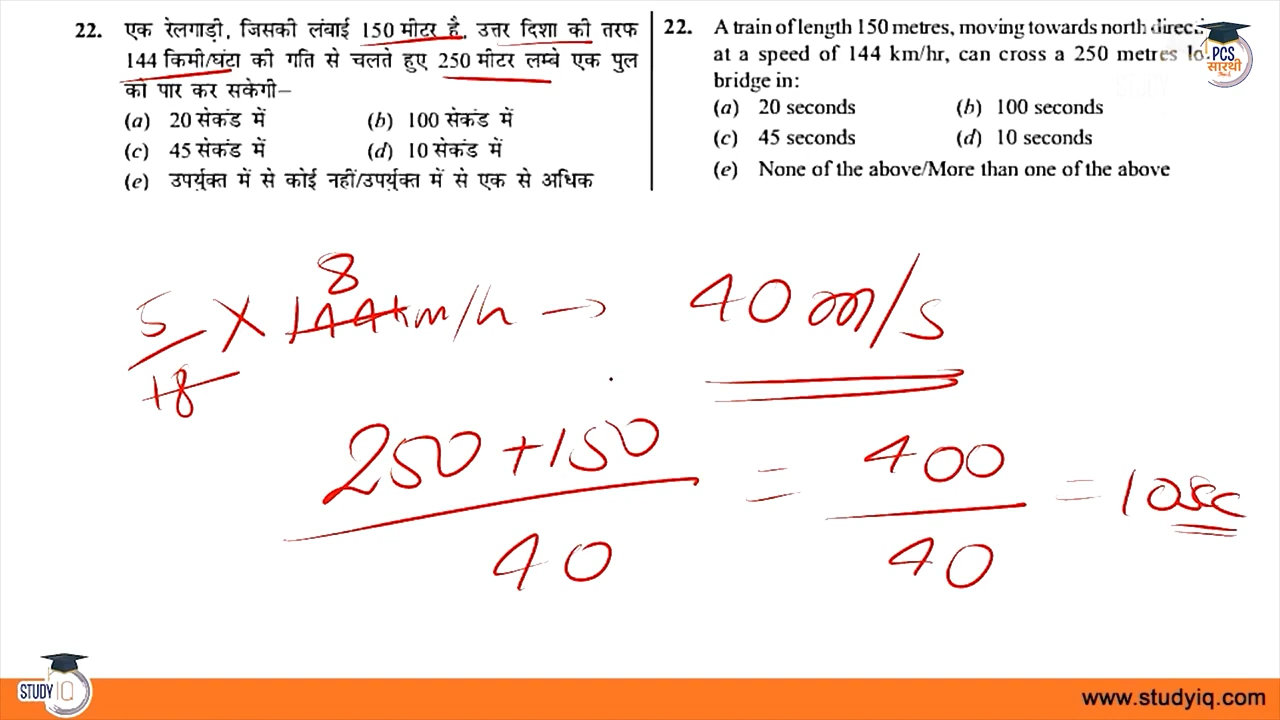 22. एक रेलगाड़ी, जिसकी लंबाई 150 मीटर है, उत्तर दिशा की तरफ
144 किमी/घंटा की गति से चलते हुए 250 मीटर लम्बे एक पुल
को पार कर सकेगी–
(a) 20 सेकंड में (b) 100 सेकंड में
(c) 45 सेकंड में (d) 10 सेकंड में
(e) उपर्युक्त में से कोई नहीं/उपर्युक्त में से एक से अधिक
22. A train of length 150 metres, moving towards north direc
at a speed of 144 km/hr, can cross a 250 metres lo
bridge in:
(a) 20 seconds (b) 100 seconds
(c) 45 seconds (d) 10 seconds
(e) None of the above/More than one of the above
PCS
सारथी
8
5/18 × 144km/h → 40 m/s
250+150/40 = 400/40 = 10sec
STUDY IQ
www.studyiq.com